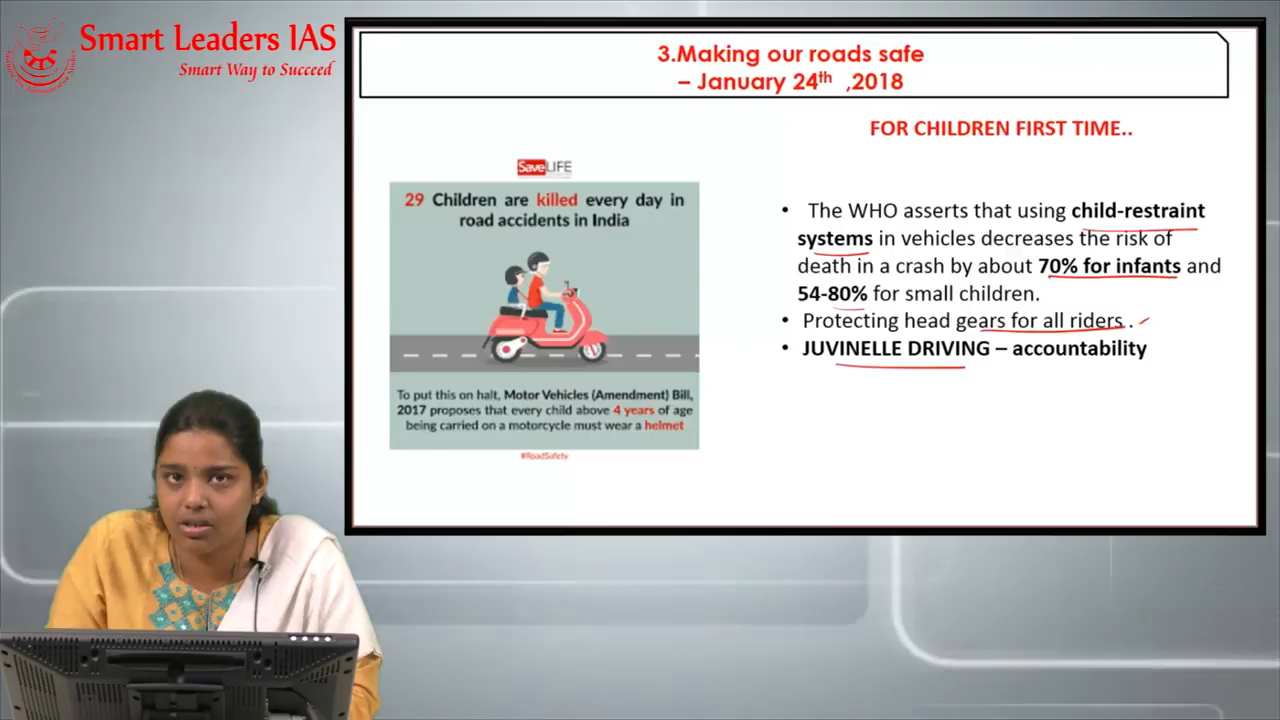 Smart Leaders IAS
Smart Way to Succeed
3.Making our roads safe
– January 24th ,2018
FOR CHILDREN FIRST TIME..
SaveLIFE
29 Children are killed every day in
road accidents in India
To put this on halt, Motor Vehicles (Amendment) Bill,
2017 proposes that every child above 4 years of age
being carried on a motorcycle must wear a helmet
#RoadSafety
• The WHO asserts that using child-restraint
systems in vehicles decreases the risk of
death in a crash by about 70% for infants and
54-80% for small children.
• Protecting head gears for all riders .
• JUVINELLE DRIVING – accountability